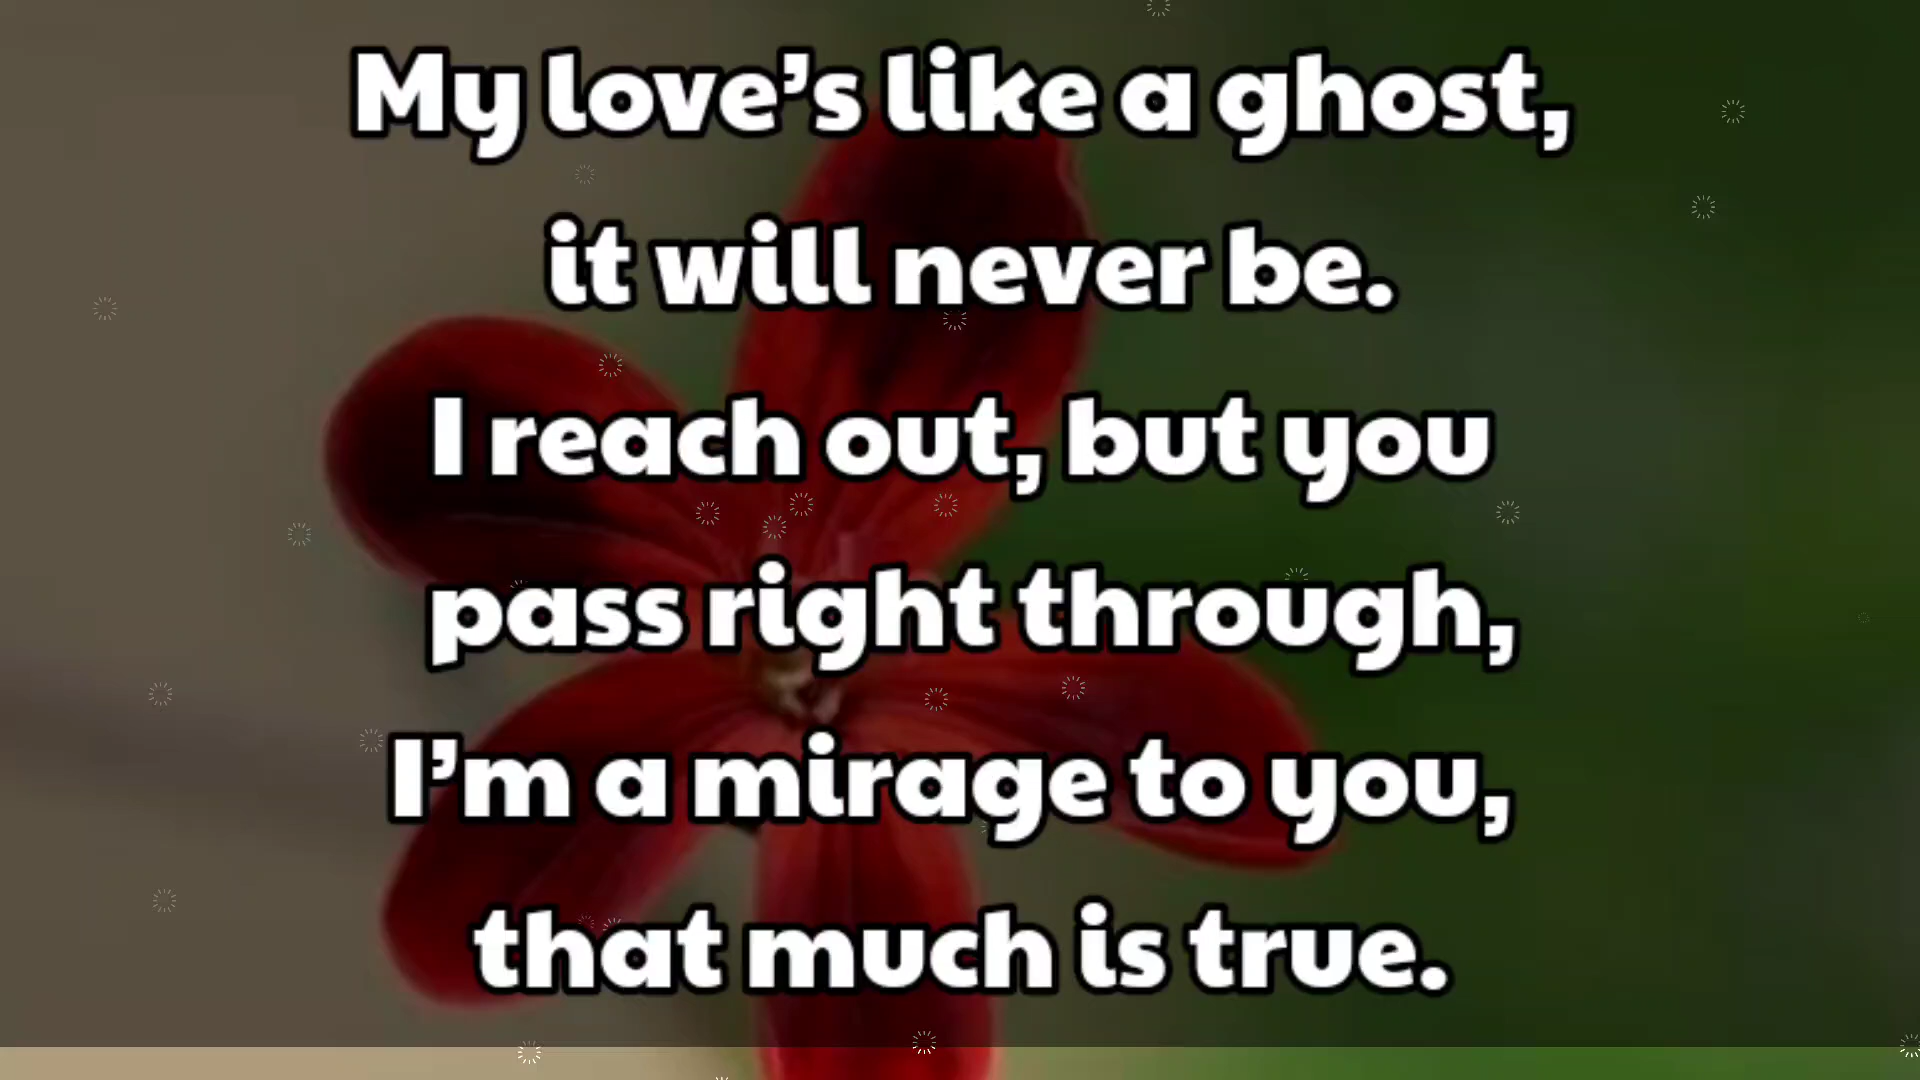 My love’s like a ghost,
it will never be.
I reach out, but you
pass right through,
I’m a mirage to you,
that much is true.